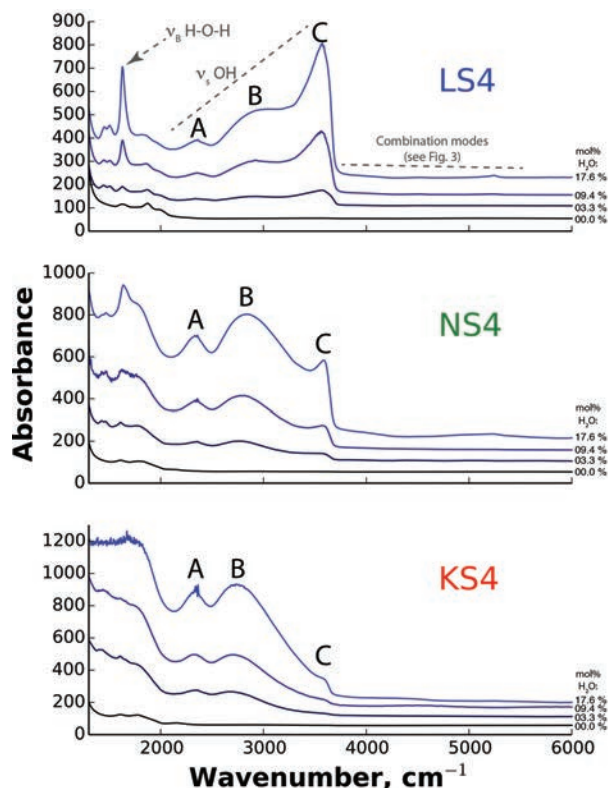 900
800
700
600
500
400
300
200
100
0
νB H-O-H
νs OH
A
B
C
LS4
Combination modes
(see Fig. 3)
mol%
H2O:
17.6 %
09.4 %
03.3 %
00.0 %
Absorbance
1000
800
600
400
200
0
A
B
C
NS4
mol%
H2O:
17.6 %
09.4 %
03.3 %
00.0 %
1200
1000
800
600
400
200
0
A
B
C
KS4
mol%
H2O:
17.6 %
09.4 %
03.3 %
00.0 %
2000 3000 4000 5000 6000
Wavenumber, cm⁻¹